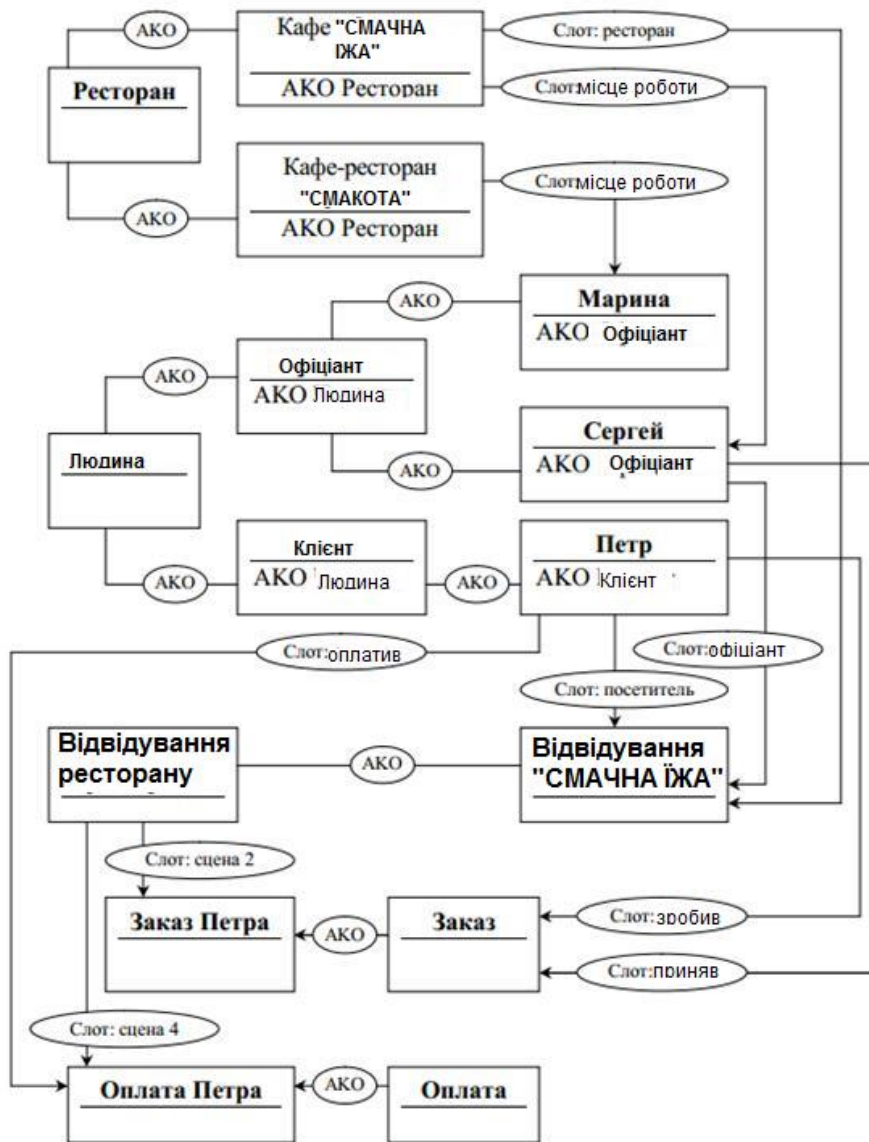 АКО
Кафе "СМАЧНА
ЇЖА"
АКО Ресторан
Слот: ресторан
Ресторан
Слот:місце роботи
АКО
Кафе-ресторан
"СМАКОТА"
АКО Ресторан
Слот:місце роботи
АКО
Марина
АКО Офіціант
АКО
Офіціант
АКО Людина
Людина
АКО
Сергей
АКО Офіціант
АКО
Клієнт
АКО Людина
АКО
Петр
АКО Клієнт
Слот:оплатив
Слот:офіціант
Слот: посетитель
Відвідування
ресторану
АКО
Відвідування
"СМАЧНА ЇЖА"
Слот: сцена 2
Заказ Петра
АКО
Заказ
Слот:зробив
Слот:приняв
Слот: сцена 4
Оплата Петра
АКО
Оплата